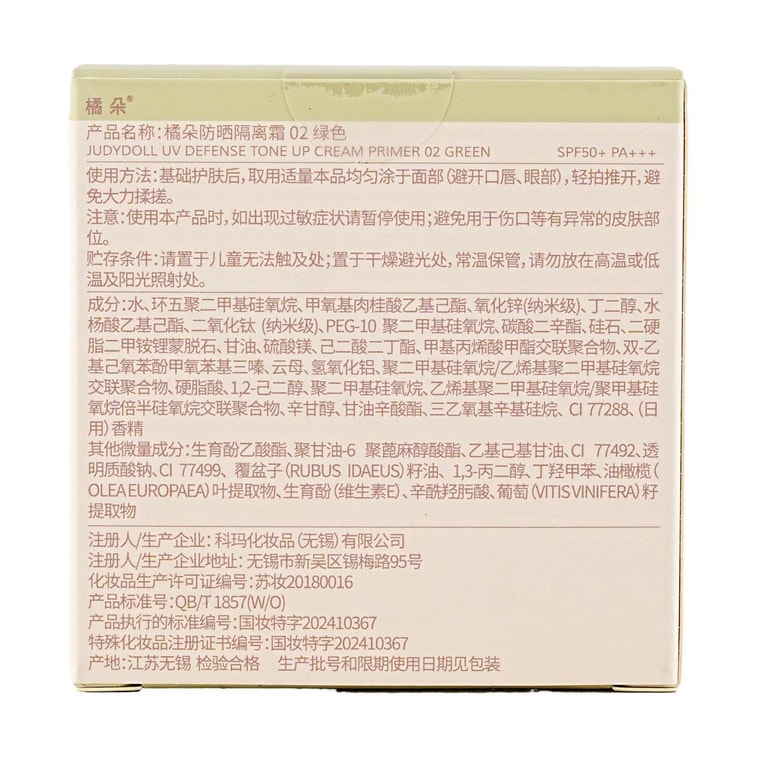 橘朵®
产品名称：橘朵防晒隔离霜 02 绿色
JUDYDOLL UV DEFENSE TONE UP CREAM PRIMER 02 GREEN SPF50+ PA+++
使用方法：基础护肤后，取用适量本品均匀涂于面部（避开口唇、眼部），轻拍推开，避
免大力揉搓。
注意：使用本产品时，如出现过敏症状请暂停使用；避免用于伤口等有异常的皮肤部
位。
贮存条件：请置于儿童无法触及处；置于干燥避光处，常温保管，请勿放在高温或低
温及阳光照射处。
成分：水、环五聚二甲基硅氧烷、甲氧基肉桂酸乙基己酯、氧化锌(纳米级)、丁二醇、水
杨酸乙基己酯、二氧化钛 (纳米级)、PEG-10 聚二甲基硅氧烷、碳酸二辛酯、硅石、二硬
脂二甲铵锂蒙脱石、甘油、硫酸镁、己二酸二丁酯、甲基丙烯酸甲酯交联聚合物、双-乙
基己氧苯酚甲氧苯基三嗪、云母、氢氧化铝、聚二甲基硅氧烷/乙烯基聚二甲基硅氧烷
交联聚合物、硬脂酸、1,2-己二醇、聚二甲基硅氧烷、乙烯基聚二甲基硅氧烷/聚甲基硅
氧烷倍半硅氧烷交联聚合物、辛甘醇、甘油辛酸酯、三乙氧基辛基硅烷、CI 77288、（日
用）香精
其他微量成分：生育酚乙酸酯、聚甘油-6 聚蓖麻醇酸酯、乙基己基甘油、CI 77492、透
明质酸钠、CI 77499、覆盆子（RUBUS IDAEUS）籽油、1,3-丙二醇、丁羟甲苯、油橄榄（
OLEA EUROPAEA）叶提取物、生育酚（维生素E）、辛酰羟肟酸、葡萄（VITIS VINIFERA）籽
提取物
注册人/生产企业：科玛化妆品（无锡）有限公司
注册人/生产企业地址：无锡市新吴区锡梅路95号
化妆品生产许可证编号：苏妆20180016
产品标准号：QB/T 1857(W/O)
产品执行的标准编号：国妆特字202410367
特殊化妆品注册证书编号：国妆特字202410367
产地：江苏无锡 检验合格 生产批号和限期使用日期见包装